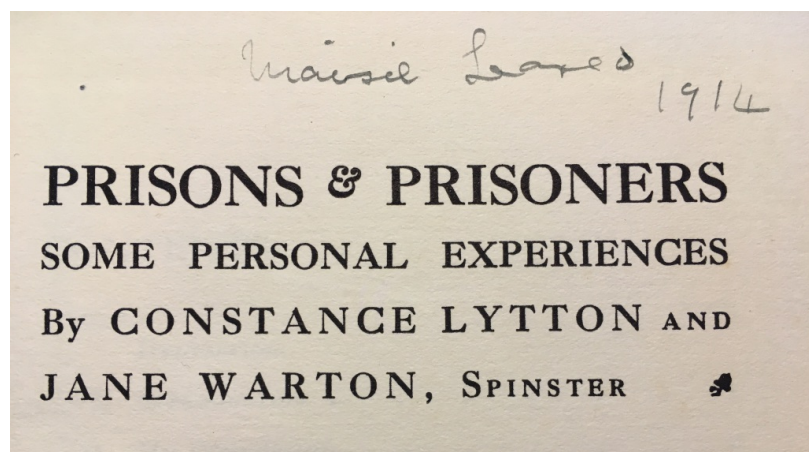 Maisie
1914
PRISONS & PRISONERS
SOME PERSONAL EXPERIENCES
By CONSTANCE LYTTON AND
JANE WARTON, SPINSTER